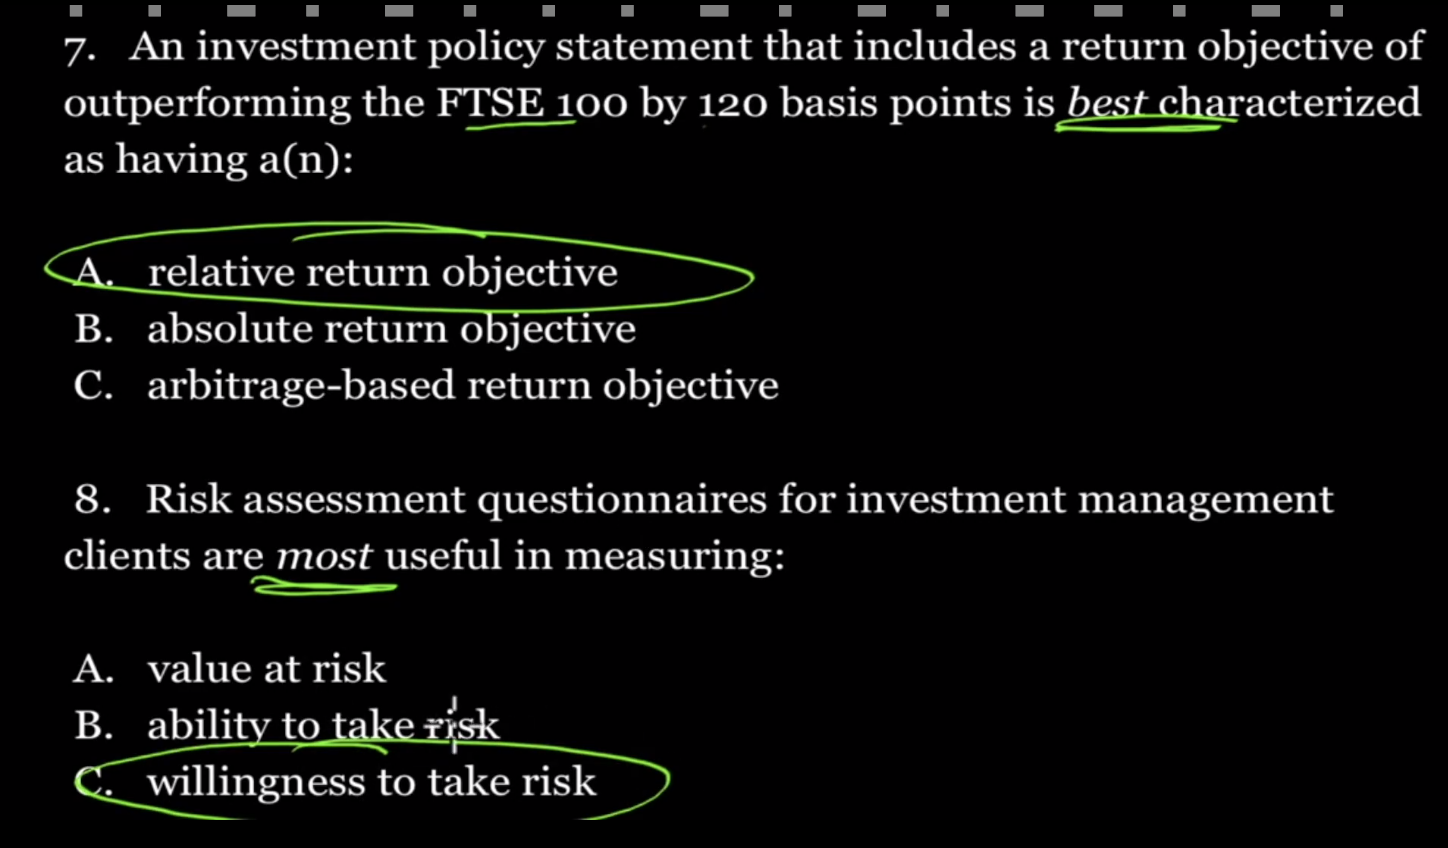 7. An investment policy statement that includes a return objective of
outperforming the FTSE 100 by 120 basis points is best characterized
as having a(n):
A. relative return objective
B. absolute return objective
C. arbitrage-based return objective
8. Risk assessment questionnaires for investment management
clients are most useful in measuring:
A. value at risk
B. ability to take risk
C. willingness to take risk